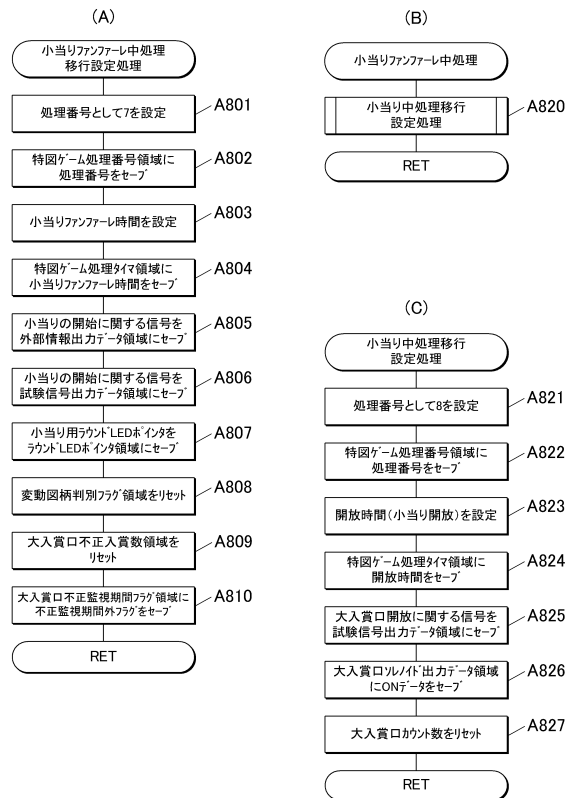 (A)
小当りファンファーレ中処理
移行設定処理
処理番号として7を設定
A801
特図ゲーム処理番号領域に
処理番号をセーブ
A802
小当りファンファーレ時間を設定
A803
特図ゲーム処理タイマ領域に
小当りファンファーレ時間をセーブ
A804
小当りの開始に関する信号を
外部情報出力データ領域にセーブ
A805
小当りの開始に関する信号を
試験信号出力データ領域にセーブ
A806
小当り用ラウンドLEDポインタを
ラウンドLEDポインタ領域にセーブ
A807
変動図柄判別フラグ領域をリセット
A808
大入賞口不正入賞数領域を
リセット
A809
大入賞口不正監視期間フラグ領域に
不正監視期間外フラグをセーブ
A810
RET
(B)
小当りファンファーレ中処理
小当り中処理移行
設定処理
A820
RET
(C)
小当り中処理移行
設定処理
処理番号として8を設定
A821
特図ゲーム処理番号領域に
処理番号をセーブ
A822
開放時間(小当り開放)を設定
A823
特図ゲーム処理タイマ領域に
開放時間をセーブ
A824
大入賞口開放に関する信号を
試験信号出力データ領域にセーブ
A825
大入賞口ソレノイド出力データ領域
にONデータをセーブ
A826
大入賞口カウント数をリセット
A827
RET